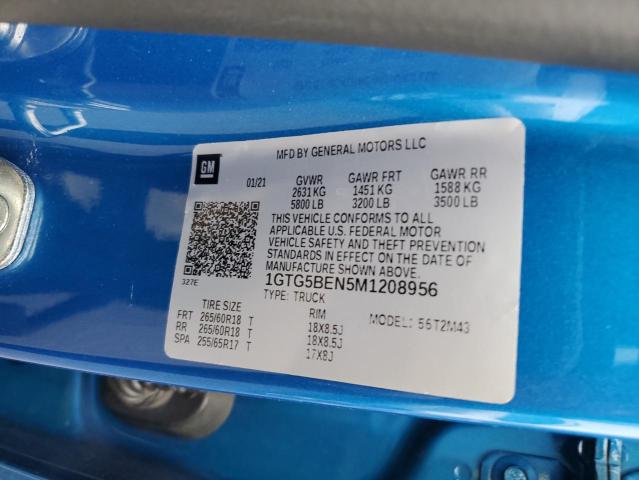 MFD BY GENERAL MOTORS LLC
GM
01/21 GVWR GAWR FRT GAWR RR
2631 KG 1451 KG 1588 KG
5800 LB 3200 LB 3500 LB
THIS VEHICLE CONFORMS TO ALL
APPLICABLE U.S. FEDERAL MOTOR
VEHICLE SAFETY AND THEFT PREVENTION
STANDARDS IN EFFECT ON THE DATE OF
MANUFACTURE SHOWN ABOVE.
327E
1GTG5BEN5M1208956
TYPE: TRUCK
TIRE SIZE RIM MODEL: 56T2M43
FRT 265/60R18 T 18X8.5J
RR 265/60R18 T 18X8.5J
SPA 255/65R17 T 17X8J